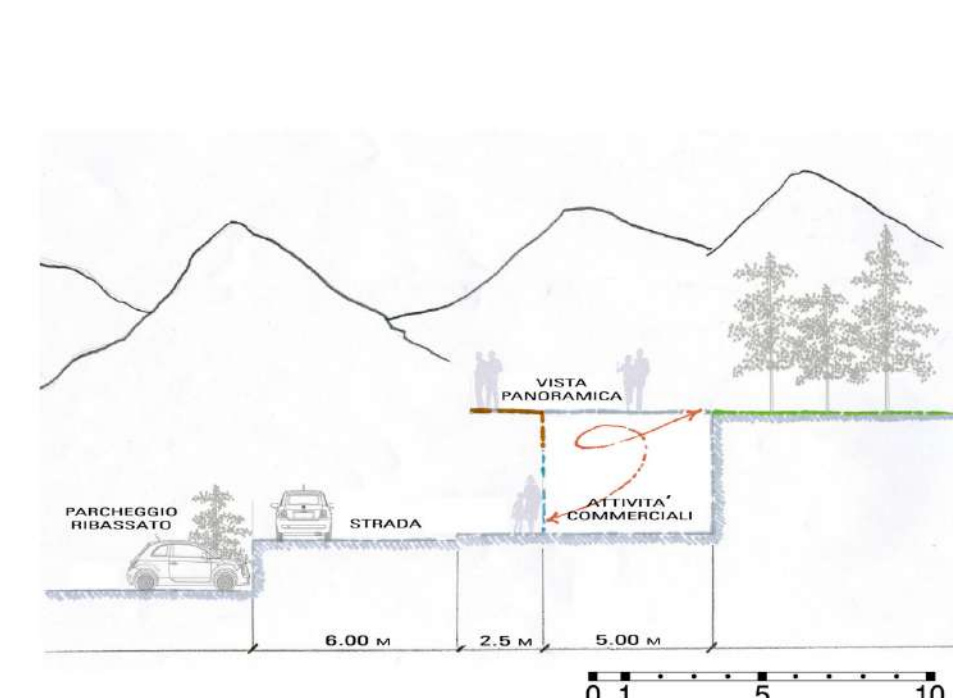 VISTA
PANORAMICA
PARCHEGGIO
RIBASSATO
STRADA
ATTIVITA'
COMMERCIALI
6.00 M
2.5 M
5.00 M
0 1 5 10